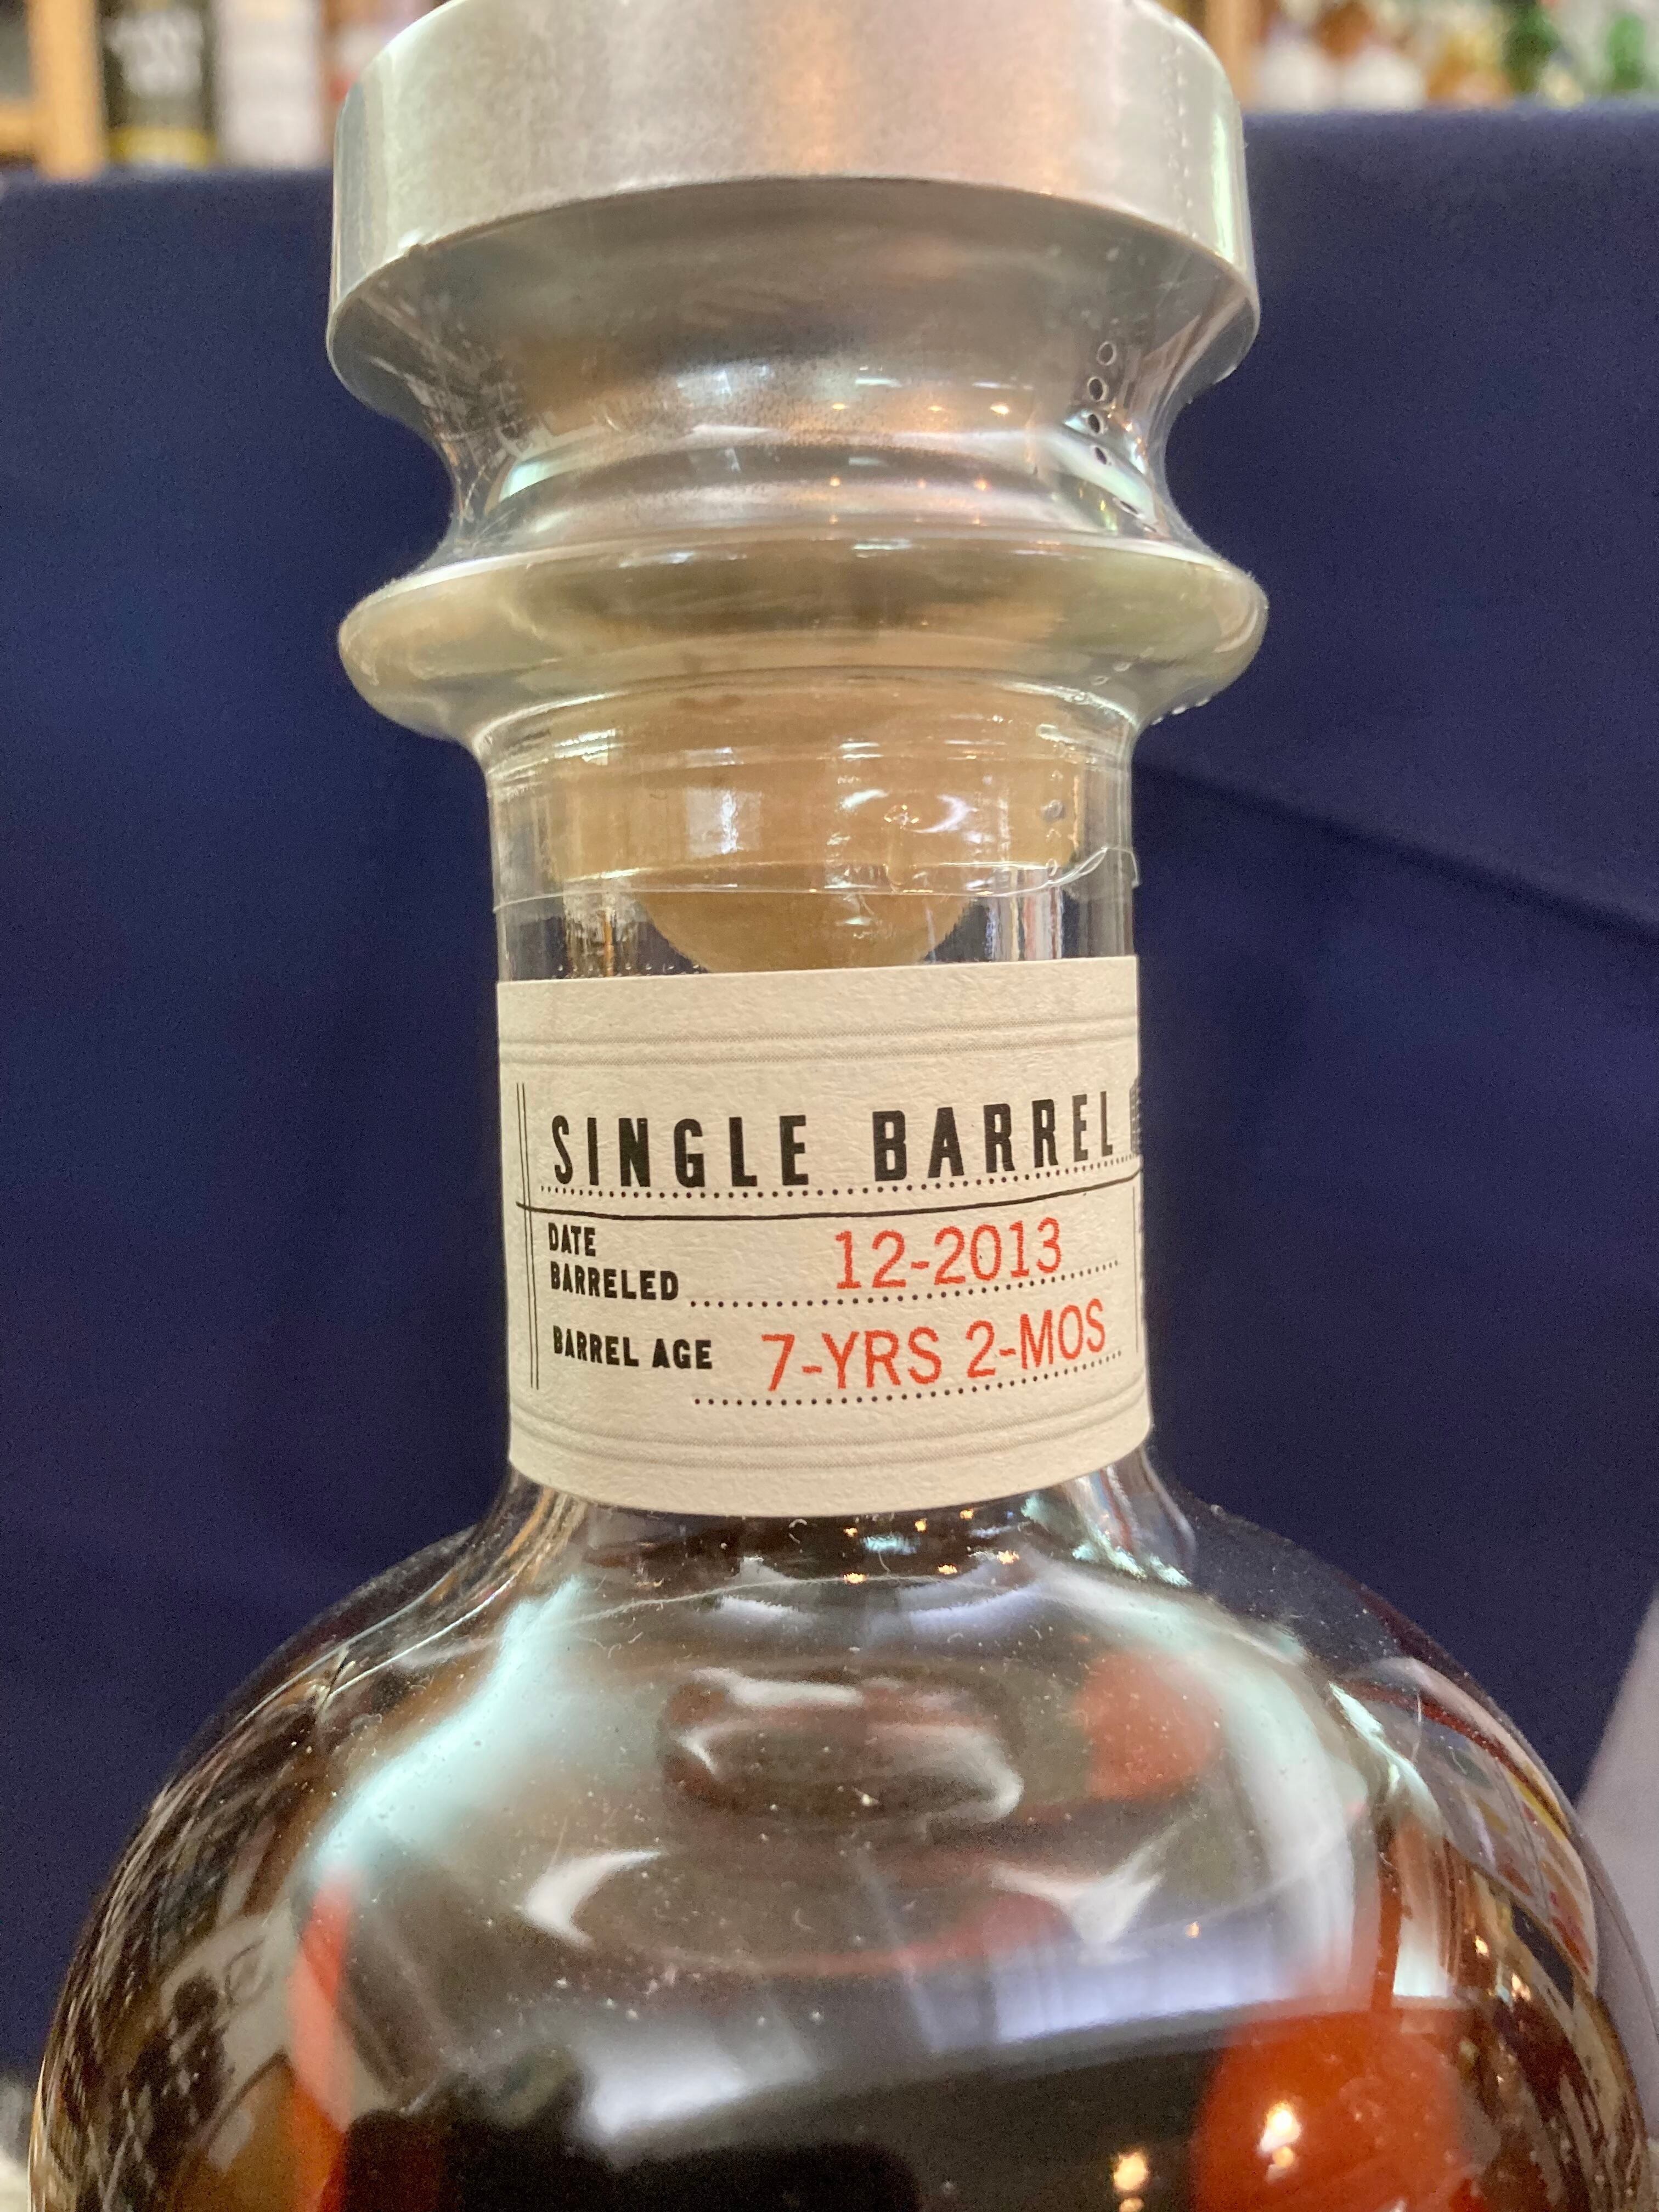 SINGLE BARREL
DATE
BARRELED 12-2013
BARREL AGE 7-YRS 2-MOS